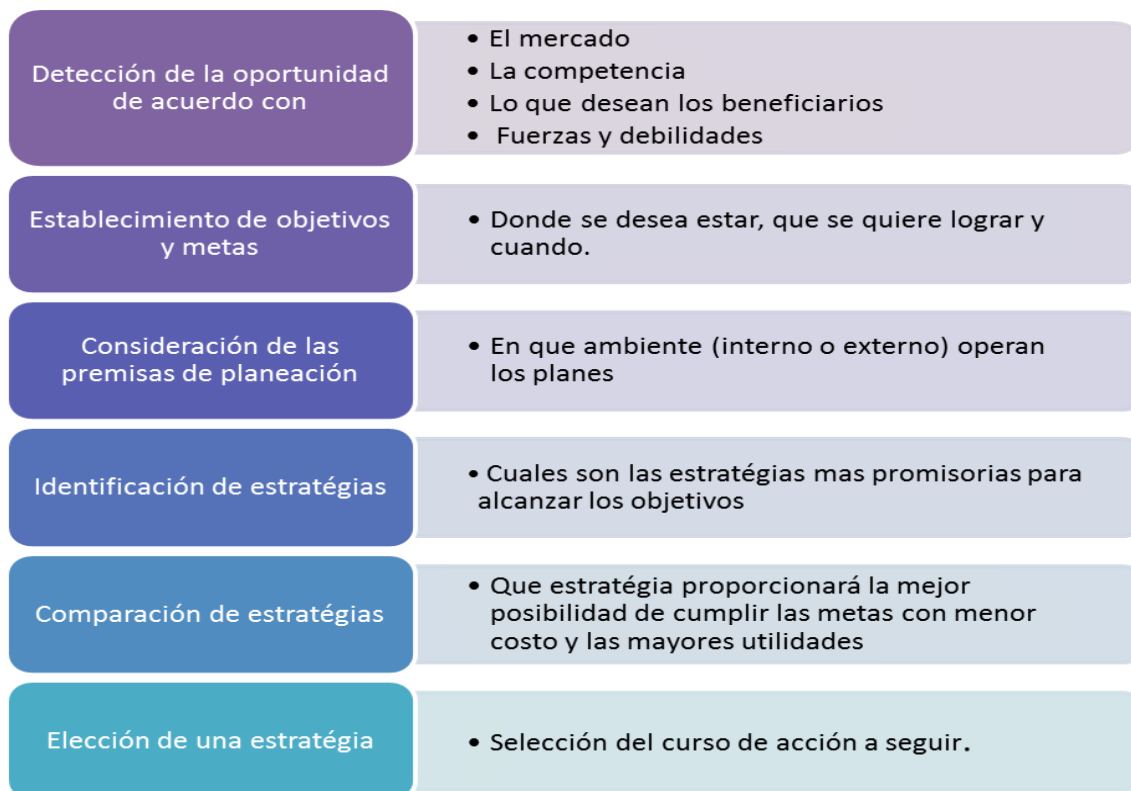 Detección de la oportunidad
de acuerdo con
• El mercado
• La competencia
• Lo que desean los beneficiarios
• Fuerzas y debilidades
Establecimiento de objetivos
y metas
• Donde se desea estar, que se quiere lograr y
cuando.
Consideración de las
premisas de planeación
• En que ambiente (interno o externo) operan
los planes
Identificación de estratégias
• Cuales son las estratégias mas promisorias para
alcanzar los objetivos
Comparación de estratégias
• Que estratégia proporcionará la mejor
posibilidad de cumplir las metas con menor
costo y las mayores utilidades
Elección de una estratégia
• Selección del curso de acción a seguir.